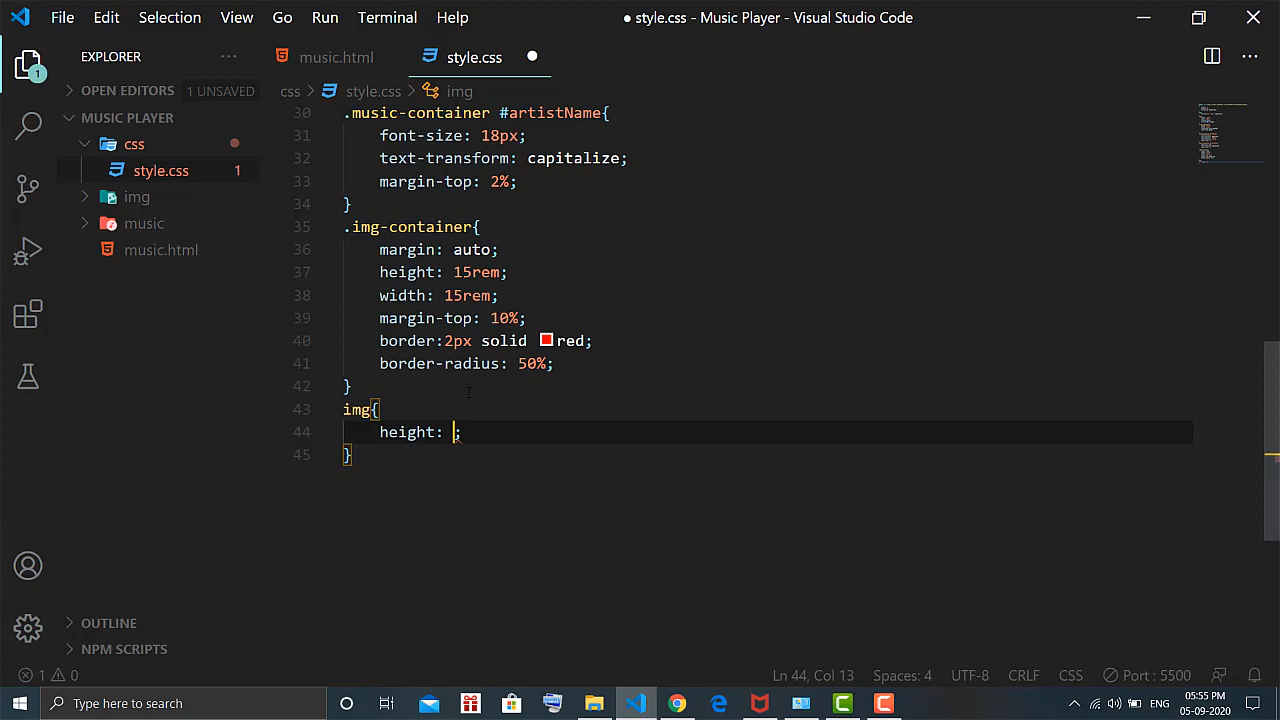 File Edit Selection View Go Run Terminal Help ● style.css - Music Player - Visual Studio Code
EXPLORER ···
music.html style.css
1
OPEN EDITORS 1 UNSAVED
css > style.css > img
MUSIC PLAYER
css
style.css 1
img
music
music.html
30 .music-container #artistName{
31 font-size: 18px;
32 text-transform: capitalize;
33 margin-top: 2%;
34 }
35 .img-container{
36 margin: auto;
37 height: 15rem;
38 width: 15rem;
39 margin-top: 10%;
40 border:2px solid red;
41 border-radius: 50%;
42 }
43 img{
44 height: ;
45 }
OUTLINE
NPM SCRIPTS
1 0 Ln 44, Col 13 Spaces: 4 UTF-8 CRLF CSS Port : 5500
Type here to search
ENG
05:55 PM
05-09-2020